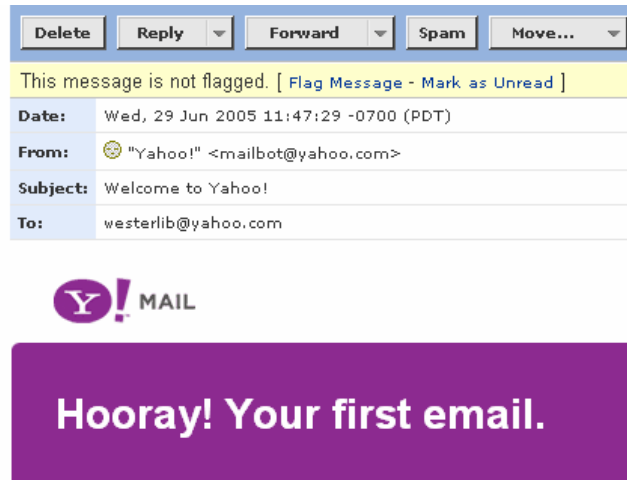 Delete Reply Forward Spam Move...
This message is not flagged. [ Flag Message - Mark as Unread ]
Date: Wed, 29 Jun 2005 11:47:29 -0700 (PDT)
From: "Yahoo!" <mailbot@yahoo.com>
Subject: Welcome to Yahoo!
To: westerlib@yahoo.com
Y! MAIL
Hooray! Your first email.